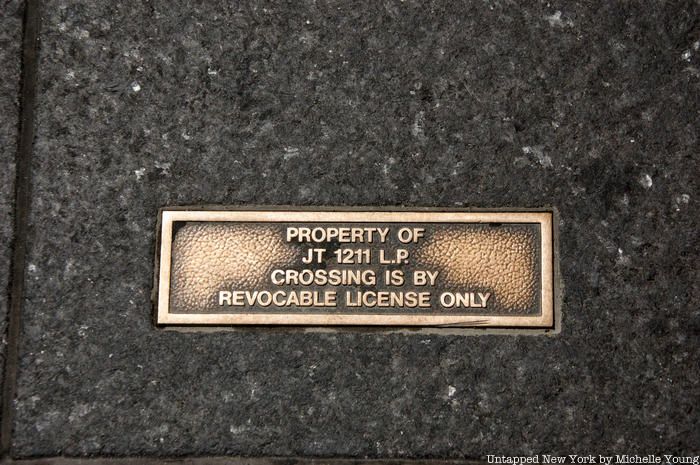 PROPERTY OF
JT 1211 L.P.
CROSSING IS BY
REVOCABLE LICENSE ONLY
Untapped New York by Michelle Young